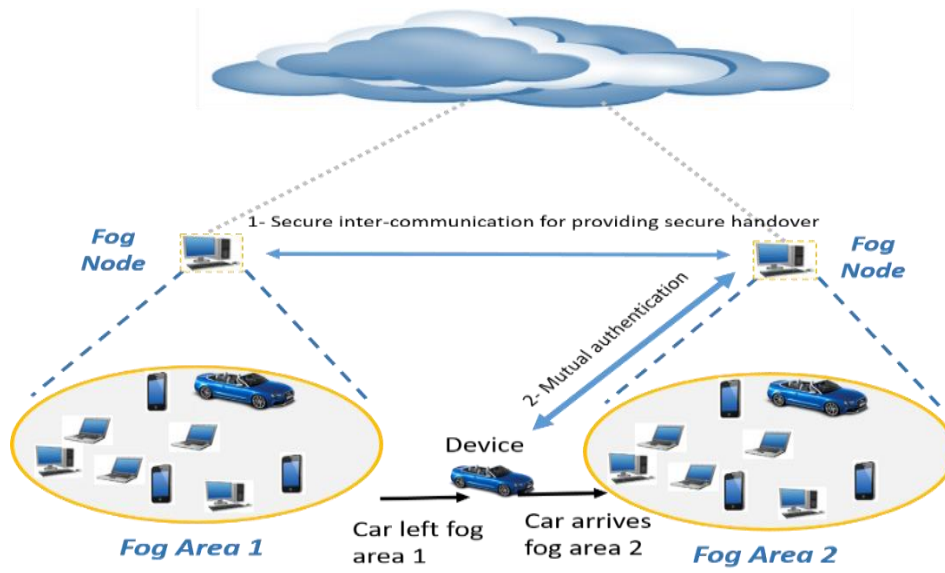 1- Secure inter-communication for providing secure handover
Fog
Node
Fog
Node
2- Mutual authentication
Device
Car left fog
area 1
Car arrives
fog area 2
Fog Area 1
Fog Area 2